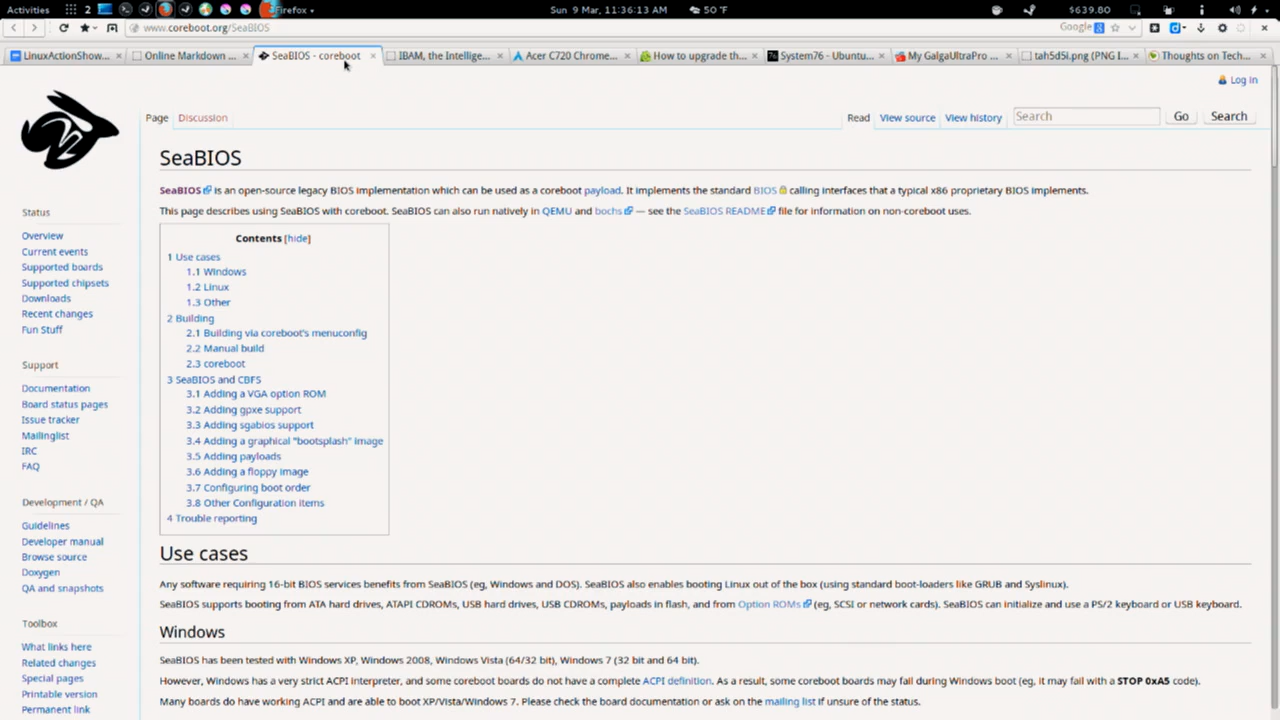 Activities 2 Firefox Sun 9 Mar, 11:36:13 AM 50 °F $639.80
www.coreboot.org/SeaBIOS Google
LinuxActionShow... Online Markdown ... SeaBIOS - coreboot IBAM, the Intellige... Acer C720 Chrome... How to upgrade th... System76 - Ubuntu... My GalgaUltraPro ... tah5d5i.png (PNG I... Thoughts on Tech...
Log in
Page Discussion Read View source View history Search Go Search
SeaBIOS
SeaBIOS is an open-source legacy BIOS implementation which can be used as a coreboot payload. It implements the standard BIOS calling interfaces that a typical x86 proprietary BIOS implements.
This page describes using SeaBIOS with coreboot. SeaBIOS can also run natively in QEMU and bochs — see the SeaBIOS README file for information on non-coreboot uses.
Contents [hide]
1 Use cases
1.1 Windows
1.2 Linux
1.3 Other
2 Building
2.1 Building via coreboot's menuconfig
2.2 Manual build
2.3 coreboot
3 SeaBIOS and CBFS
3.1 Adding a VGA option ROM
3.2 Adding gpxe support
3.3 Adding sgabios support
3.4 Adding a graphical "bootsplash" image
3.5 Adding payloads
3.6 Adding a floppy image
3.7 Configuring boot order
3.8 Other Configuration items
4 Trouble reporting
Use cases
Any software requiring 16-bit BIOS services benefits from SeaBIOS (eg, Windows and DOS). SeaBIOS also enables booting Linux out of the box (using standard boot-loaders like GRUB and Syslinux).
SeaBIOS supports booting from ATA hard drives, ATAPI CDROMs, USB hard drives, USB CDROMs, payloads in flash, and from Option ROMs (eg, SCSI or network cards). SeaBIOS can initialize and use a PS/2 keyboard or USB keyboard.
Windows
SeaBIOS has been tested with Windows XP, Windows 2008, Windows Vista (64/32 bit), Windows 7 (32 bit and 64 bit).
However, Windows has a very strict ACPI interpreter, and some coreboot boards do not have a complete ACPI definition. As a result, some coreboot boards may fail during Windows boot (eg, it may fail with a STOP 0xA5 code).
Many boards do have working ACPI and are able to boot XP/Vista/Windows 7. Please check the board documentation or ask on the mailing list if unsure of the status.
Status
Overview
Current events
Supported boards
Supported chipsets
Downloads
Recent changes
Fun Stuff
Support
Documentation
Board status pages
Issue tracker
Mailinglist
IRC
FAQ
Development / QA
Guidelines
Developer manual
Browse source
Doxygen
QA and snapshots
Toolbox
What links here
Related changes
Special pages
Printable version
Permanent link